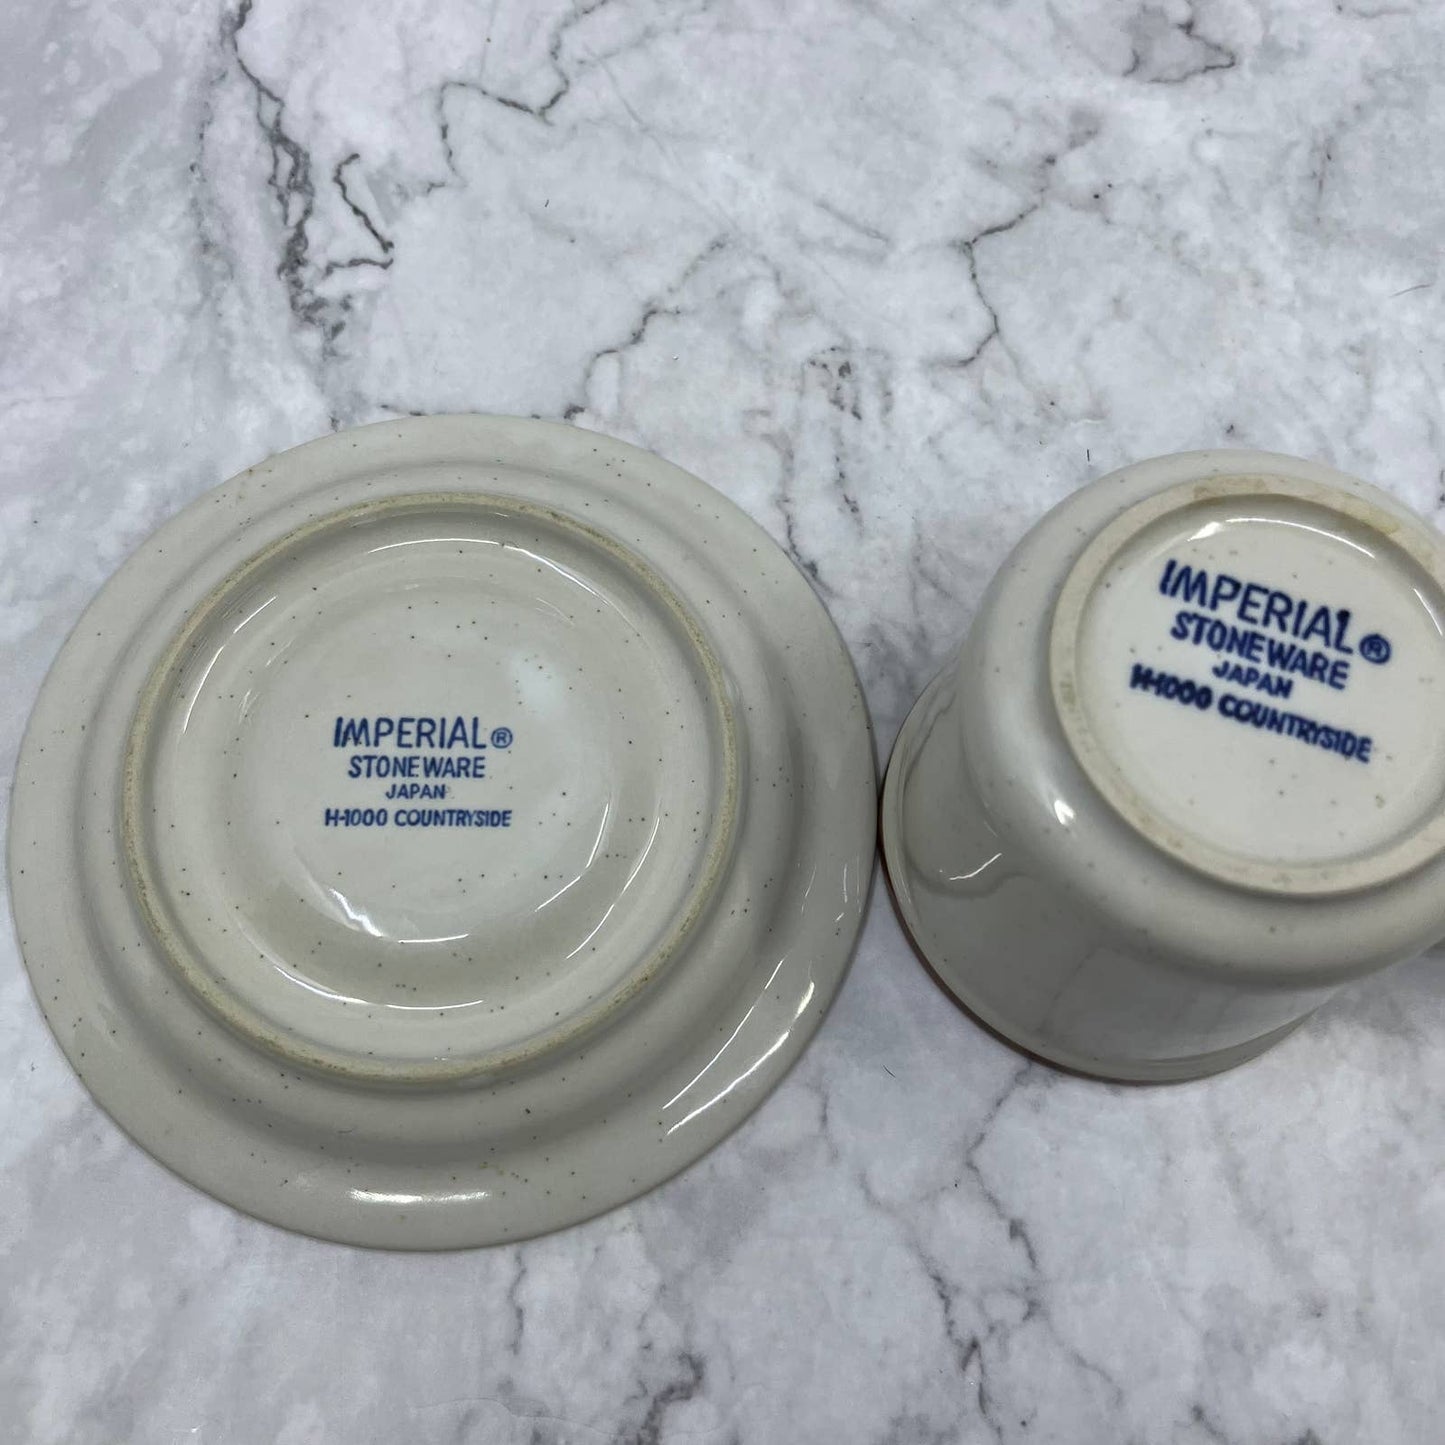 IMPERIAL®
STONEWARE
JAPAN
H-1000 COUNTRYSIDE
IMPERIAL®
STONEWARE
JAPAN
H-1000 COUNTRYSIDE